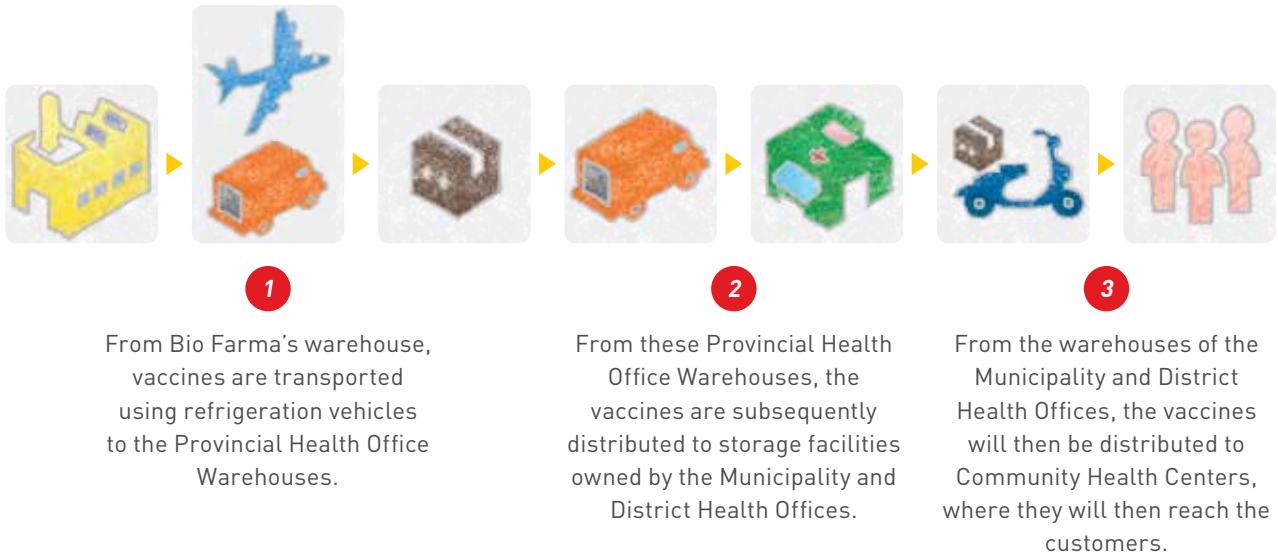 1
From Bio Farma's warehouse,
vaccines are transported
using refrigeration vehicles
to the Provincial Health Office
Warehouses.
2
From these Provincial Health
Office Warehouses, the
vaccines are subsequently
distributed to storage facilities
owned by the Municipality and
District Health Offices.
3
From the warehouses of the
Municipality and District
Health Offices, the vaccines
will then be distributed to
Community Health Centers,
where they will then reach the
customers.